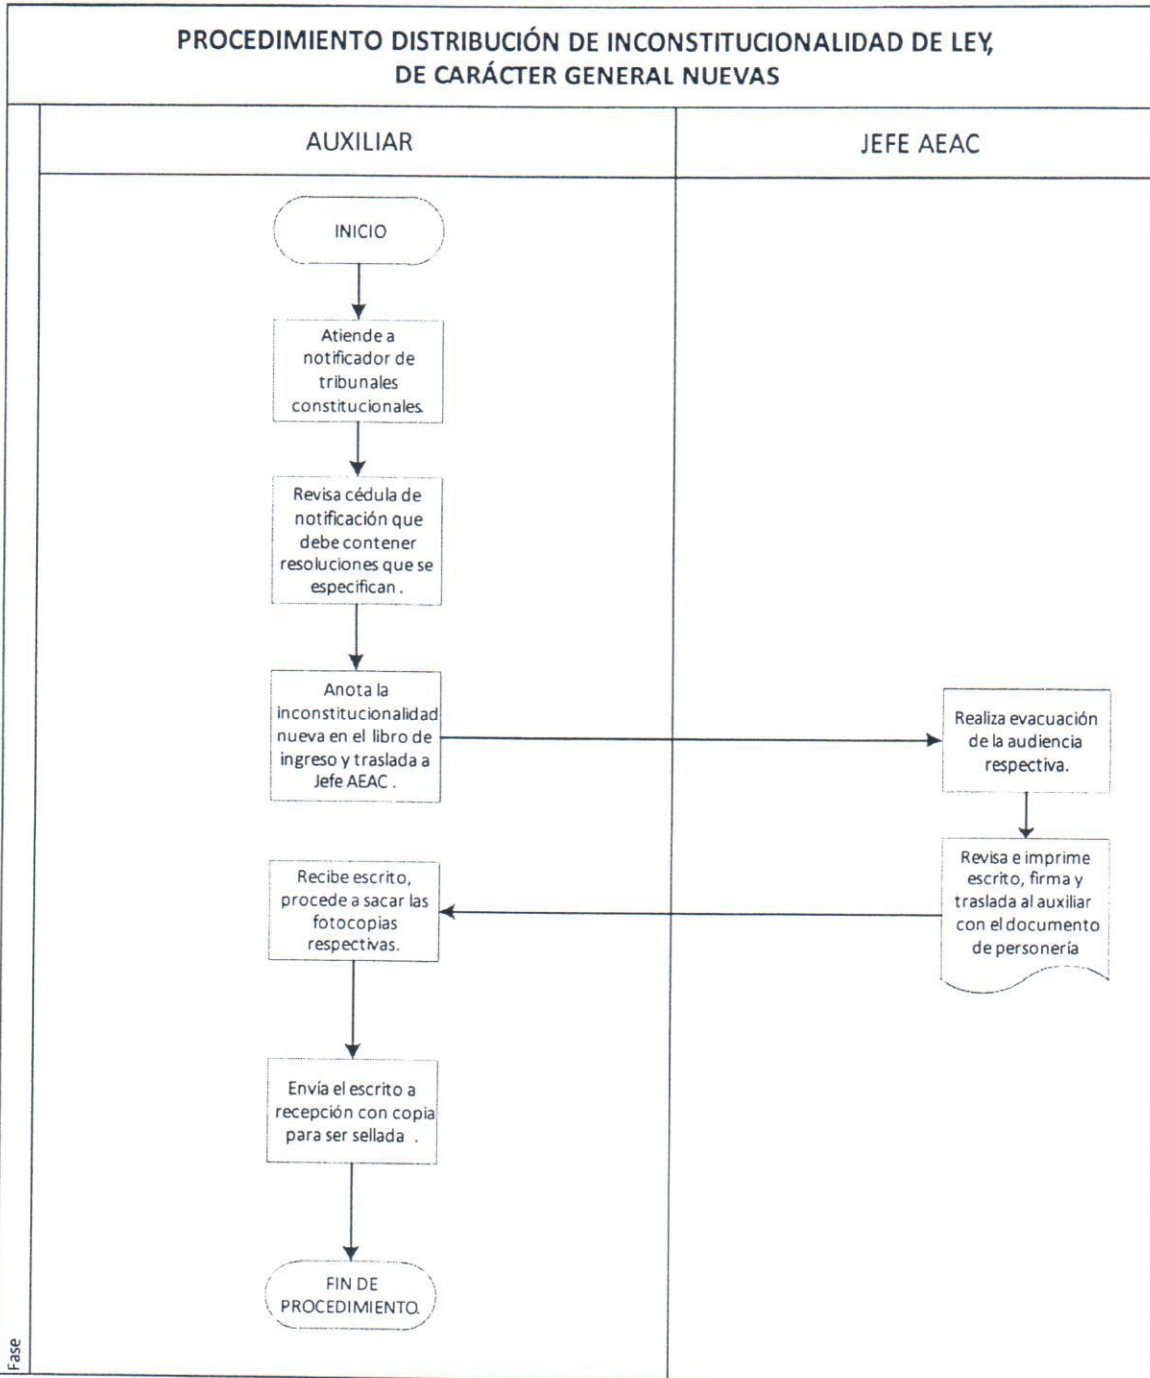 PROCEDIMIENTO DISTRIBUCIÓN DE INCONSTITUCIONALIDAD DE LEY,
DE CARÁCTER GENERAL NUEVAS
AUXILIAR
JEFE AEAC
INICIO
Atiende a
notificador de
tribunales
constitucionales.
Revisa cédula de
notificación que
debe contener
resoluciones que se
especifican .
Anota la
inconstitucionalidad
nueva en el libro de
ingreso y traslada a
Jefe AEAC .
Realiza evacuación
de la audiencia
respectiva.
Revisa e imprime
escrito, firma y
traslada al auxiliar
con el documento
de personería
Recibe escrito,
procede a sacar las
fotocopias
respectivas.
Envía el escrito a
recepción con copia
para ser sellada .
FIN DE
PROCEDIMIENTO.
Fase